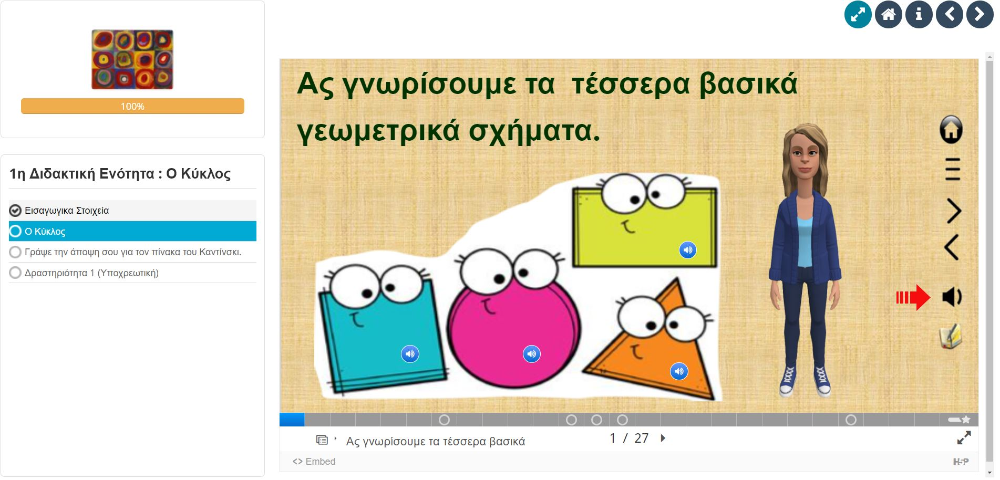 100%
1η Διδακτική Ενότητα : Ο Κύκλος
Εισαγωγικα Στοιχεία
Ο Κύκλος
Γράψε την άποψη σου για τον πίνακα του Καντίνσκι.
Δραστηριότητα 1 (Υποχρεωτική)
Ας γνωρίσουμε τα τέσσερα βασικά
γεωμετρικά σχήματα.
Ας γνωρίσουμε τα τέσσερα βασικά
1 / 27
<> Embed
H5P